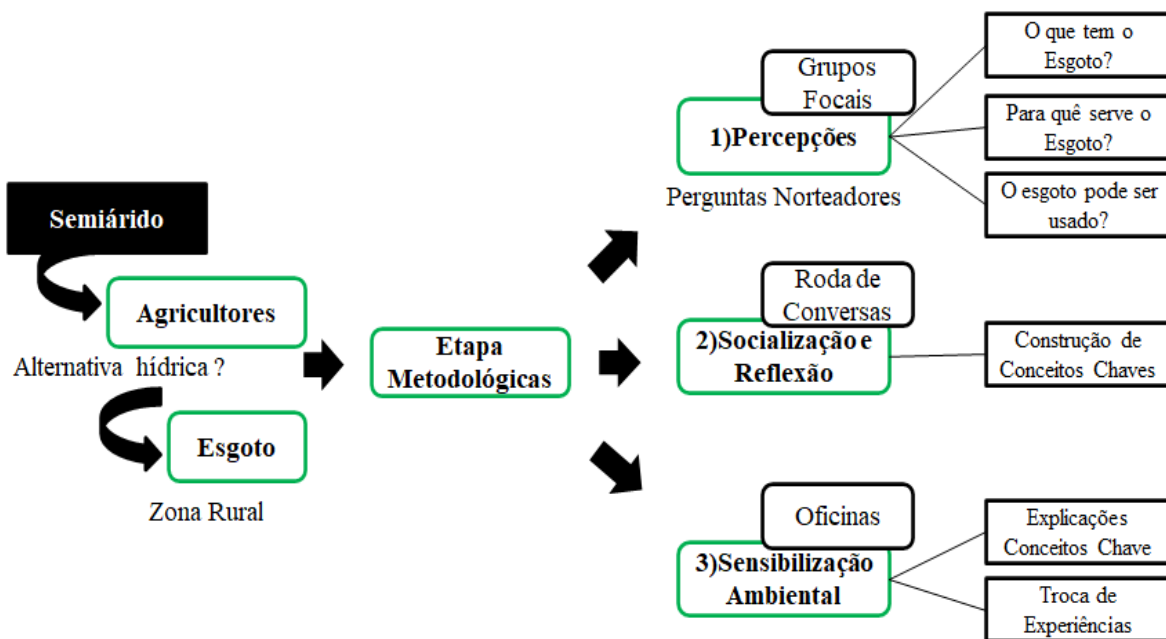 Semiárido
Agricultores
Alternativa hídrica ?
Esgoto
Zona Rural
Etapa
Metodológicas
Grupos
Focais
1)Percepções
Perguntas Norteadores
O que tem o
Esgoto?
Para quê serve o
Esgoto?
O esgoto pode ser
usado?
Roda de
Conversas
2)Socialização e
Reflexão
Construção de
Conceitos Chaves
Oficinas
3)Sensibilização
Ambiental
Explicações
Conceitos Chave
Troca de
Experiências